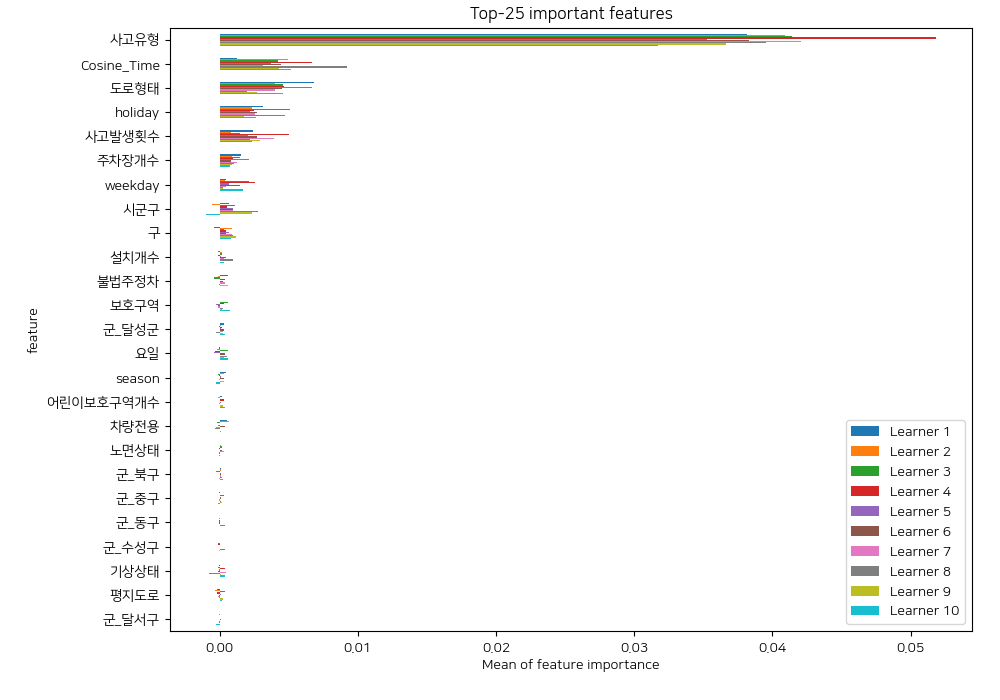 Top-25 important features
사고유형
Cosine_Time
도로형태
holiday
사고발생횟수
주차장개수
weekday
시군구
구
설치개수
불법주정차
보호구역
군_달성군
요일
season
어린이보호구역개수
차량전용
노면상태
군_북구
군_중구
군_동구
군_수성구
기상상태
평지도로
군_달서구
feature
0.00 0.01 0.02 0.03 0.04 0.05
Mean of feature importance
Learner 1
Learner 2
Learner 3
Learner 4
Learner 5
Learner 6
Learner 7
Learner 8
Learner 9
Learner 10